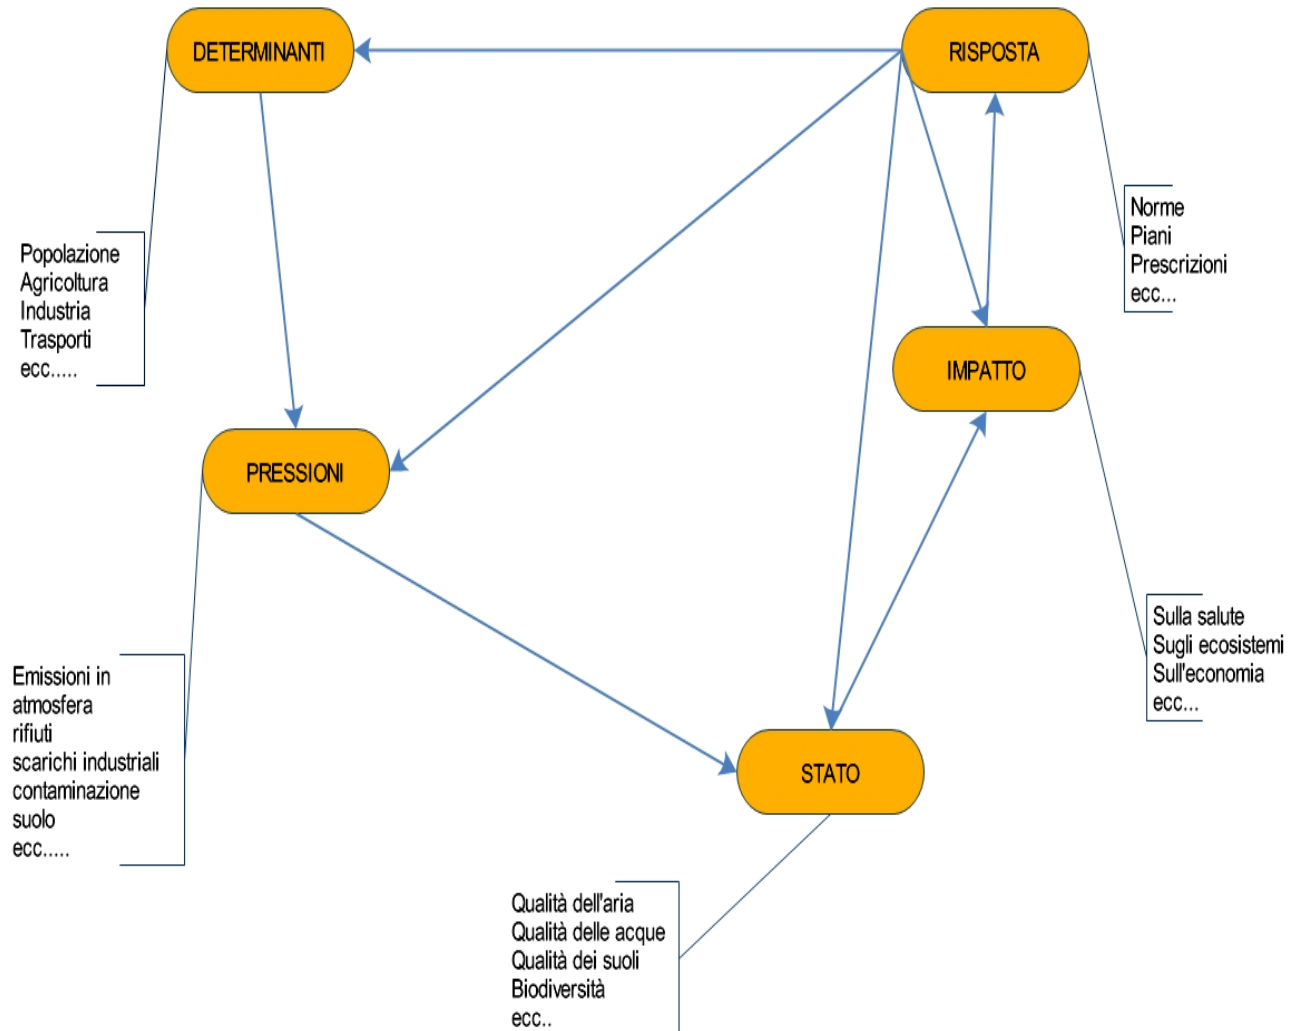 DETERMINANTI
RISPOSTA
Norme
Piani
Prescrizioni
ecc...
Popolazione
Agricoltura
Industria
Trasporti
ecc.....
IMPATTO
PRESSIONI
Sulla salute
Sugli ecosistemi
Sull'economia
ecc...
Emissioni in
atmosfera
rifiuti
scarichi industriali
contaminazione
suolo
ecc.....
STATO
Qualità dell'aria
Qualità delle acque
Qualità dei suoli
Biodiversità
ecc..